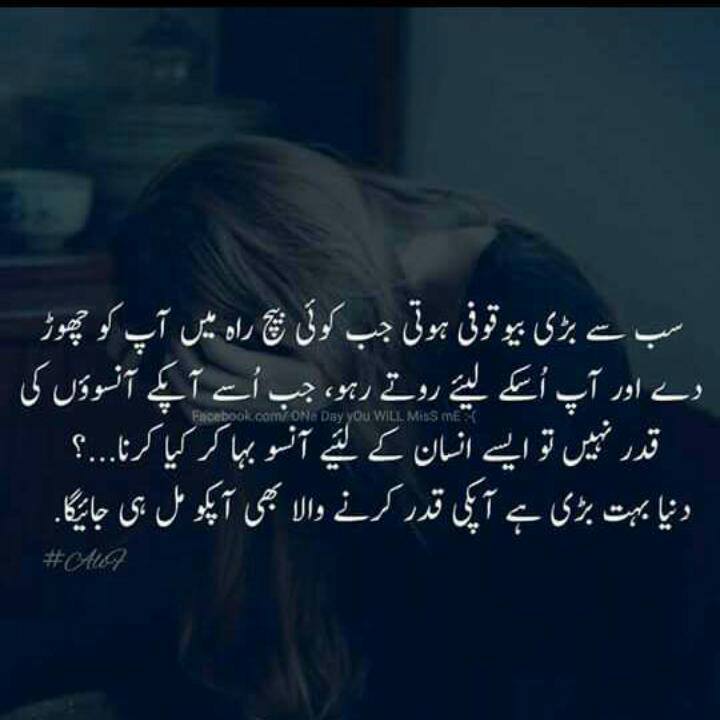 سب سے بڑی بیوقوفی ہوتی جب کوئی بیچ راہ میں آپ کو چھوڑ
دے اور آپ اُسکے لیئے روتے رہو، جب اُسے آپکے آنسوؤں کی
Facebook.com/ONe Day yOu WiLL MisS mE :-(
قدر نہیں تو ایسے انسان کے لئیے آنسو بہا کر کیا کرنا...؟
دنیا بہت بڑی ہے آپکی قدر کرنے والا بھی آپکو مل ہی جائیگا.